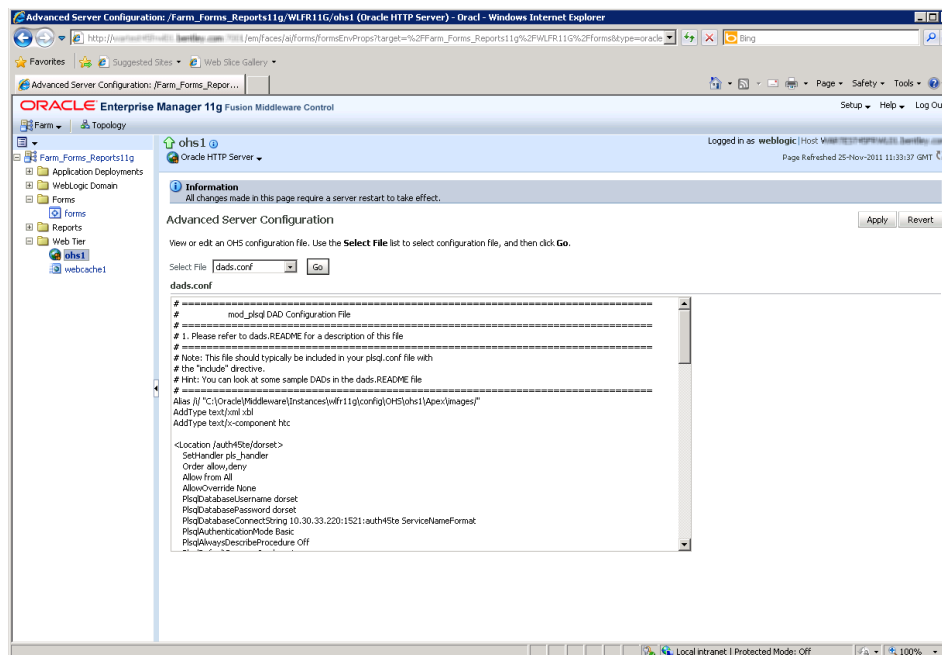 Advanced Server Configuration: /Farm_Forms_Reports11g/WLFR11G/ohs1 (Oracle HTTP Server) - Oracl - Windows Internet Explorer
/em/faces/ai/forms/formsEnvProps?target=%2FFarm_Forms_Reports11g%2FWLFR11G%2FForms&type=oracle
Bing
Favorites Suggested Sites Web Slice Gallery
Advanced Server Configuration: /Farm_Forms_Repor...
Page Safety Tools
ORACLE Enterprise Manager 11g Fusion Middleware Control
Setup Help Log Ou
Farm Topology
Farm_Forms_Reports11g
Application Deployments
WebLogic Domain
Forms
forms
Reports
Web Tier
ohs1
webcache1
ohs1
Oracle HTTP Server
Logged in as weblogic|Host
Page Refreshed 25-Nov-2011 11:33:37 GMT
Information
All changes made in this page require a server restart to take effect.
Advanced Server Configuration
Apply Revert
View or edit an OHS configuration file. Use the Select File list to select configuration file, and then click Go.
Select File dads.conf Go
dads.conf
# ============================================================================
# mod_plsql DAD Configuration File
# ============================================================================
# 1. Please refer to dads.README for a description of this file
# ============================================================================
# Note: This file should typically be included in your plsql.conf file with
# the "include" directive.
# Hint: You can look at some sample DADs in the dads.README file
# ============================================================================
Alias /i/ "C:\Oracle\Middleware\Instances\wlfr11g\config\OHS\ohs1\Apex\images/"
AddType text/xml xbl
AddType text/x-component htc
<Location /auth45te/dorset>
SetHandler pls_handler
Order allow,deny
Allow from All
AllowOverride None
PlsqlDatabaseUsername dorset
PlsqlDatabasePassword dorset
PlsqlDatabaseConnectString 10.30.33.220:1521:auth45te ServiceNameFormat
PlsqlAuthenticationMode Basic
PlsqlAlwaysDescribeProcedure Off
Local intranet | Protected Mode: Off
100%